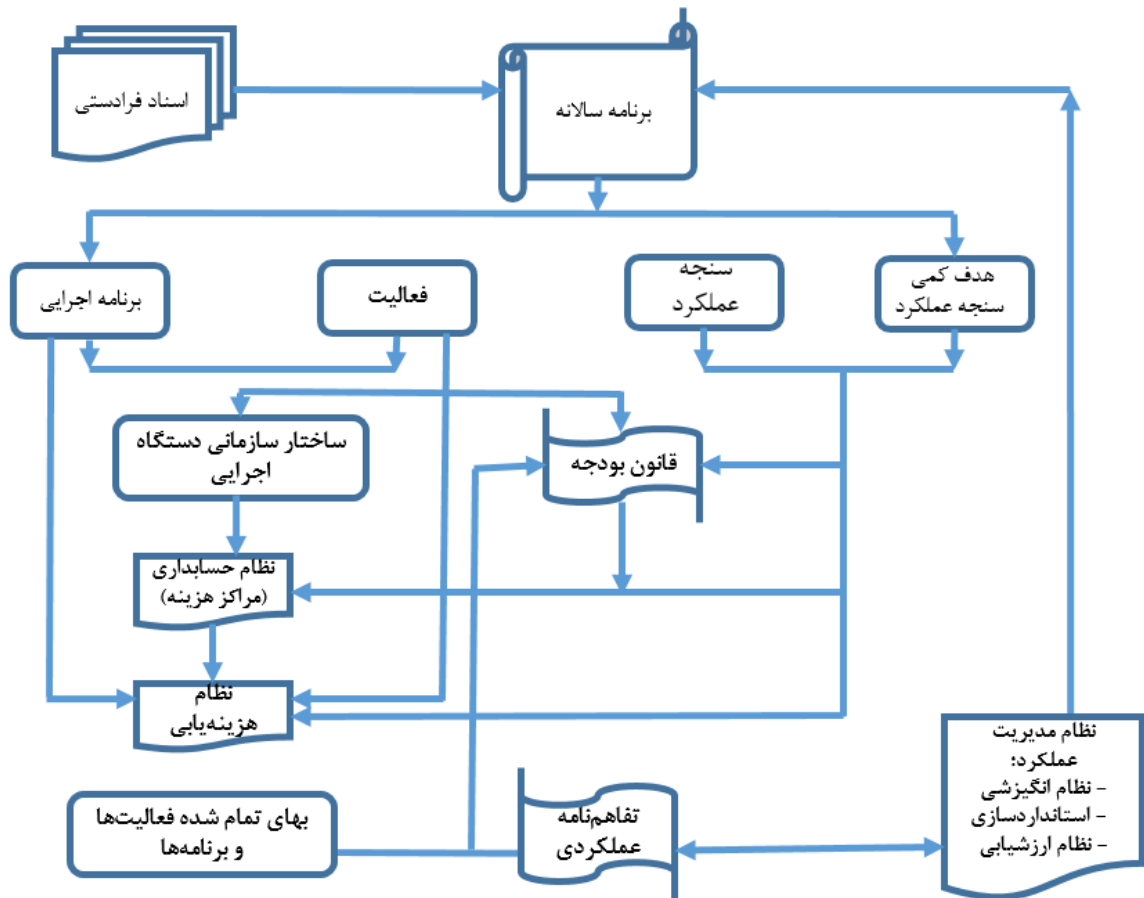 اسناد فرادستی
برنامه سالانه
برنامه اجرایی
فعالیت
سنجه
عملکرد
هدف کمی
سنجه عملکرد
ساختار سازمانی دستگاه
اجرایی
قانون بودجه
نظام حسابداری
(مراکز هزینه)
نظام
هزینه‌یابی
بهای تمام شده فعالیت‌ها
و برنامه‌ها
تفاهم‌نامه
عملکردی
نظام مدیریت
عملکرد؛
- نظام انگیزشی
- استانداردسازی
- نظام ارزشیابی